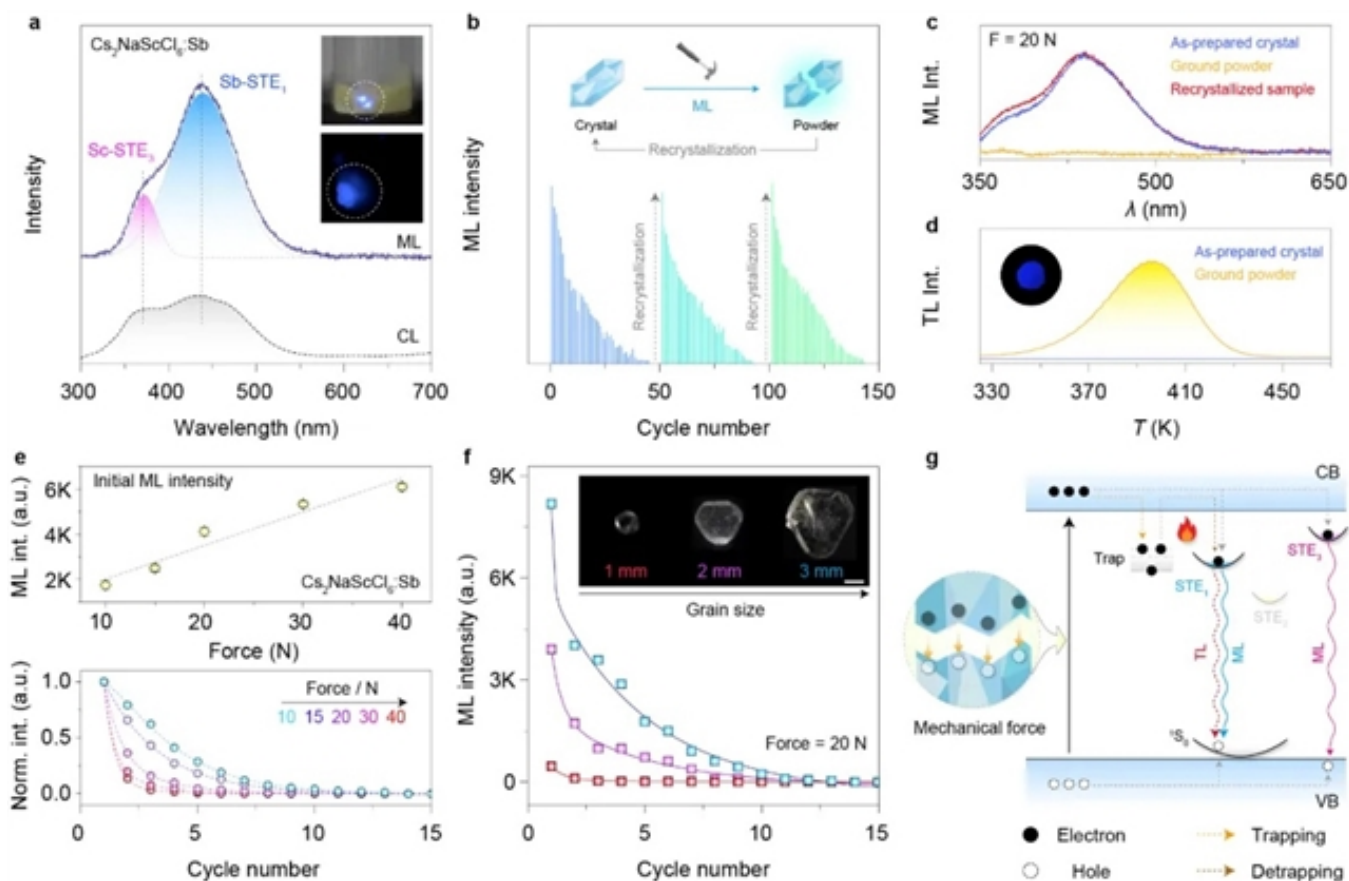 a
Cs₂NaScCl₆:Sb
Sb-STE₁
Sc-STE₃
ML
CL
Intensity
300 400 500 600 700
Wavelength (nm)
b
Crystal
ML
Powder
Recrystallization
Recrystallization
Recrystallization
ML intensity
0 50 100 150
Cycle number
c
F = 20 N
As-prepared crystal
Ground powder
Recrystallized sample
ML Int.
350 500 650
λ (nm)
d
As-prepared crystal
Ground powder
TL Int.
330 370 410 450
T (K)
e
Initial ML intensity
6K
4K
2K
ML int. (a.u.)
Cs₂NaScCl₆:Sb
10 20 30 40
Force (N)
1.0
0.5
0.0
Norm. int. (a.u.)
Force / N
10 15 20 30 40
0 5 10 15
Cycle number
f
9K
6K
3K
0
ML intensity (a.u.)
1 mm 2 mm 3 mm
Grain size
Force = 20 N
0 5 10 15
Cycle number
g
CB
Trap
STE₁
STE₃
TL
ML
ML
Mechanical force
¹S₀
VB
Electron
Trapping
Hole
Detrapping